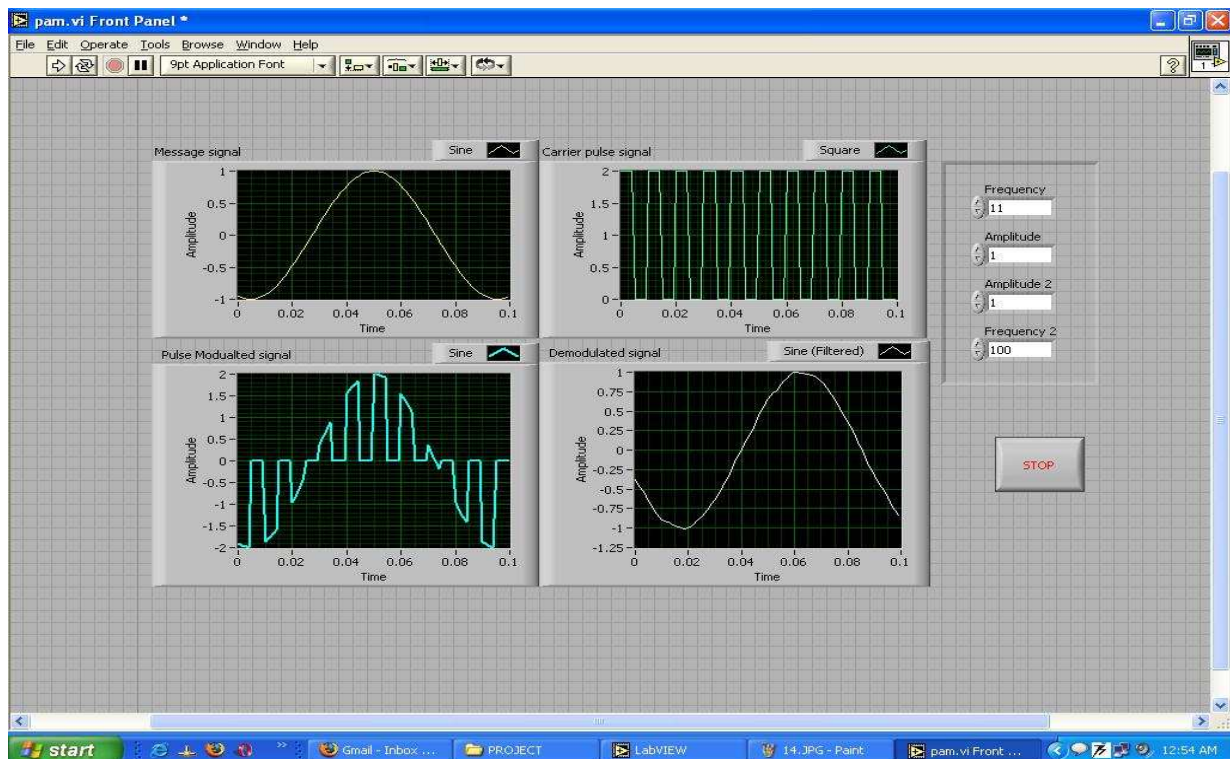 pam.vi Front Panel *
File Edit Operate Tools Browse Window Help
9pt Application Font
1
Message signal
Sine
Amplitude
1
0.5
0
-0.5
-1
0 0.02 0.04 0.06 0.08 0.1
Time
Carrier pulse signal
Square
Amplitude
2
1.5
1
0.5
0
0 0.02 0.04 0.06 0.08 0.1
Time
Frequency
11
Amplitude
1
Amplitude 2
1
Frequency 2
100
Pulse Modualted signal
Sine
Amplitude
2
1.5
1
0.5
0
-0.5
-1
-1.5
-2
0 0.02 0.04 0.06 0.08 0.1
Time
Demodulated signal
Sine (Filtered)
Amplitude
1
0.75
0.5
0.25
0
-0.25
-0.5
-0.75
-1
-1.25
0 0.02 0.04 0.06 0.08 0.1
Time
STOP
start
Gmail - Inbox ...
PROJECT
LabVIEW
14.JPG - Paint
pam.vi Front ...
12:54 AM